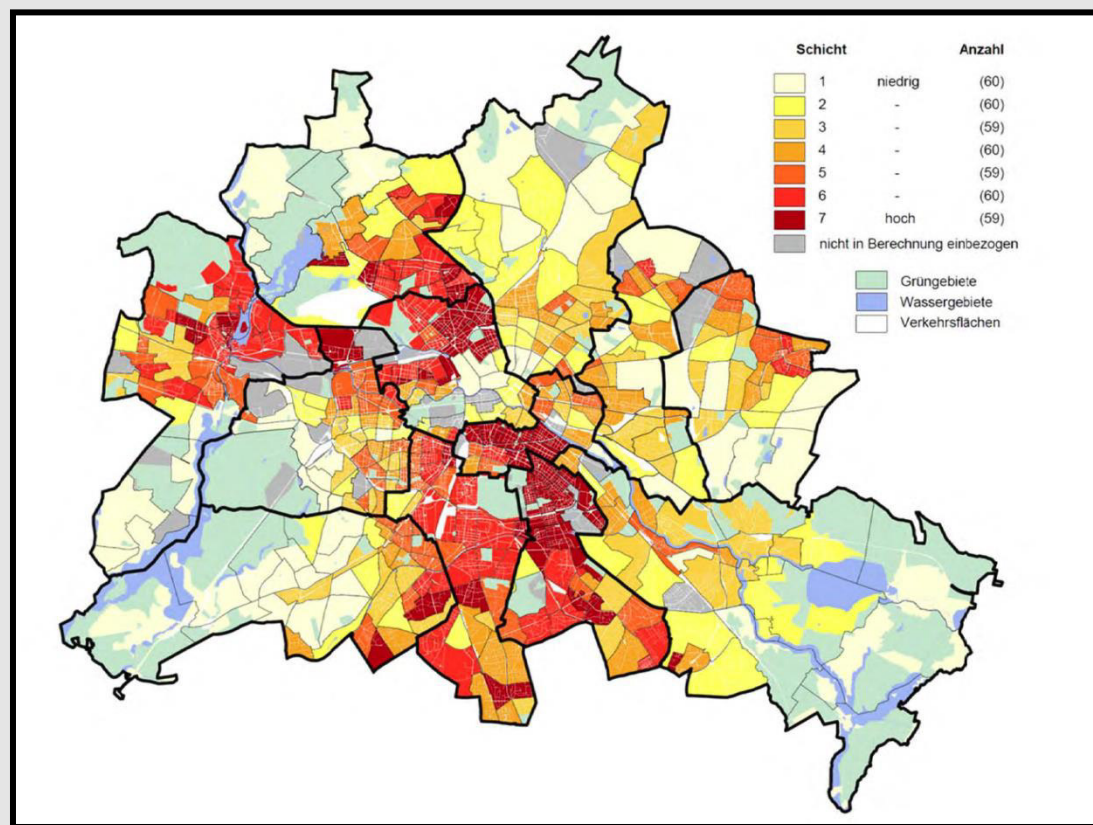 Schicht Anzahl
1 niedrig (60)
2 - (60)
3 - (59)
4 - (60)
5 - (59)
6 - (60)
7 hoch (59)
nicht in Berechnung einbezogen
Grüngebiete
Wassergebiete
Verkehrsflächen